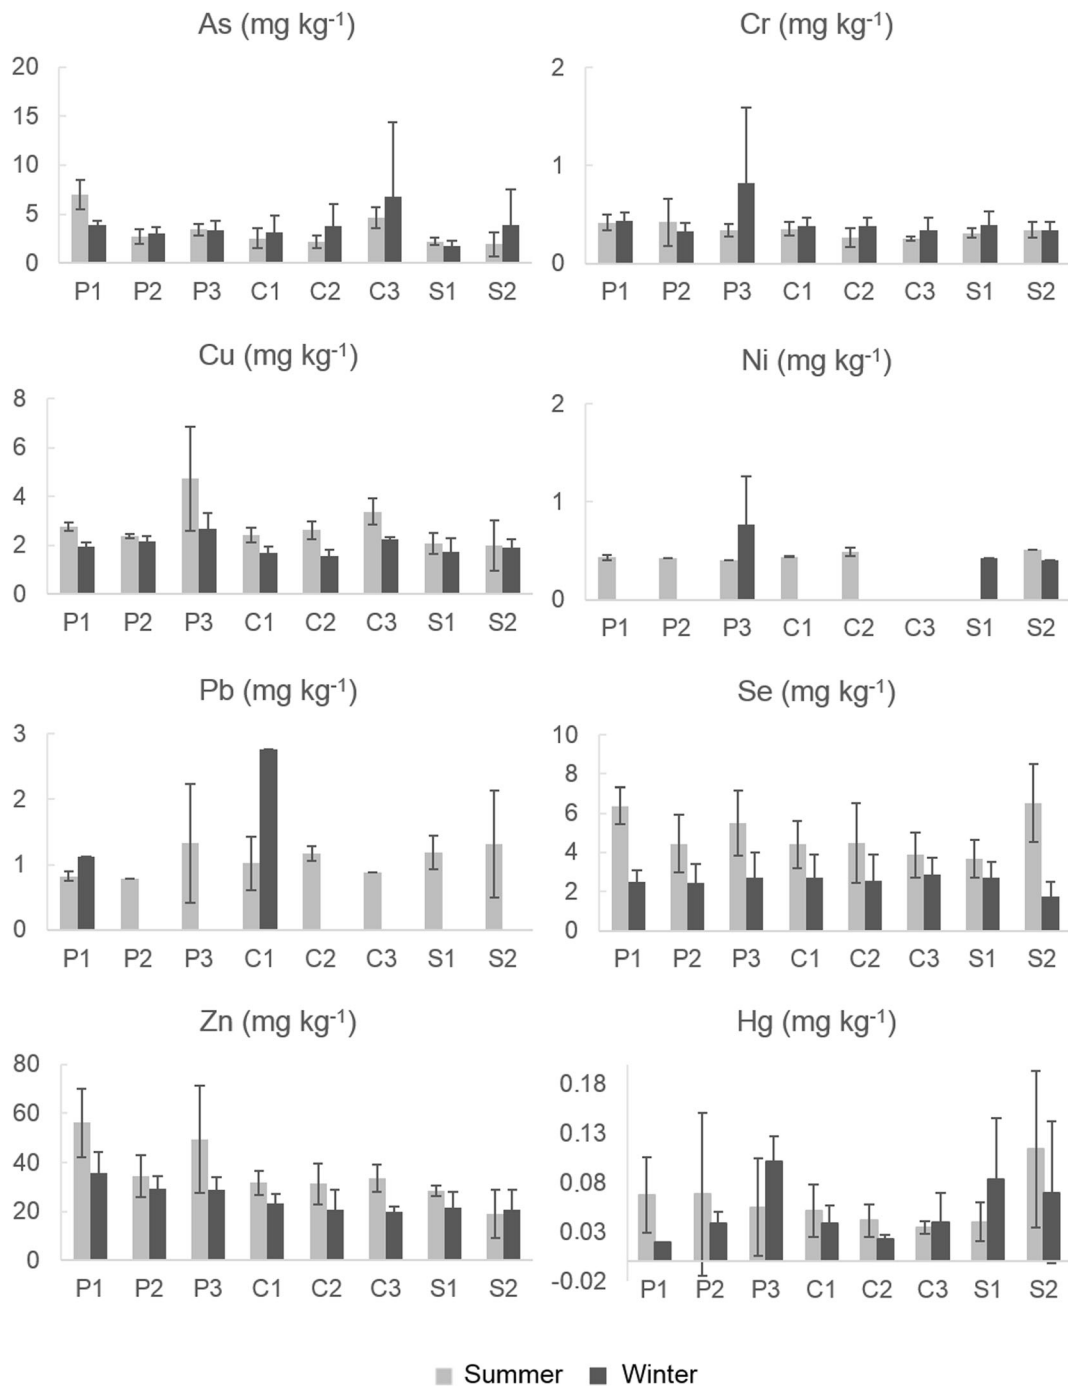 As (mg kg⁻¹)
20
15
10
5
0
P1 P2 P3 C1 C2 C3 S1 S2
Cr (mg kg⁻¹)
2
1
0
P1 P2 P3 C1 C2 C3 S1 S2
Cu (mg kg⁻¹)
8
6
4
2
0
P1 P2 P3 C1 C2 C3 S1 S2
Ni (mg kg⁻¹)
2
1
0
P1 P2 P3 C1 C2 C3 S1 S2
Pb (mg kg⁻¹)
3
2
1
0
P1 P2 P3 C1 C2 C3 S1 S2
Se (mg kg⁻¹)
10
8
6
4
2
0
P1 P2 P3 C1 C2 C3 S1 S2
Zn (mg kg⁻¹)
80
60
40
20
0
P1 P2 P3 C1 C2 C3 S1 S2
Hg (mg kg⁻¹)
0.18
0.13
0.08
0.03
-0.02
P1 P2 P3 C1 C2 C3 S1 S2
Summer Winter